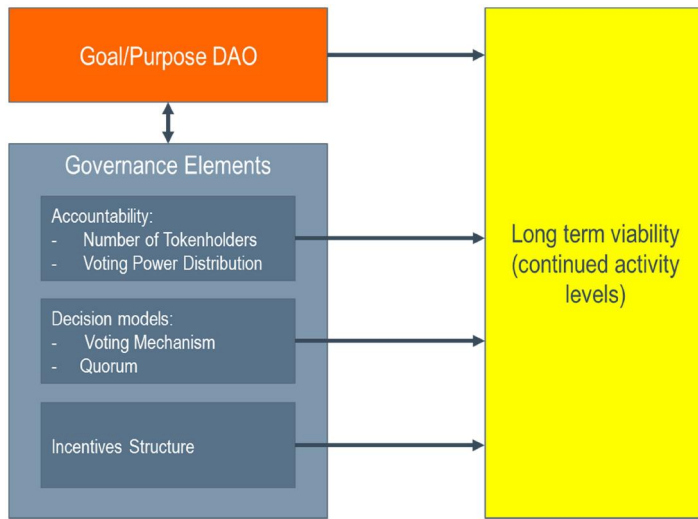 Goal/Purpose DAO
Governance Elements
Accountability:
- Number of Tokenholders
- Voting Power Distribution
Decision models:
- Voting Mechanism
- Quorum
Incentives Structure
Long term viability
(continued activity
levels)